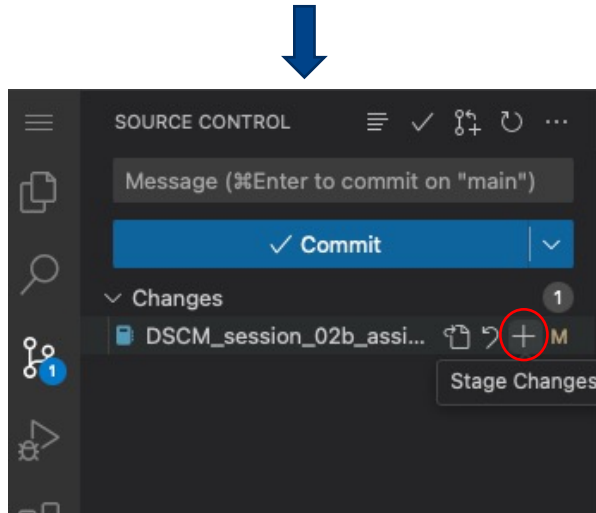 SOURCE CONTROL
Message (⌘Enter to commit on "main")
Commit
Changes 1
DSCM_session_02b_assi... M
1
Stage Changes